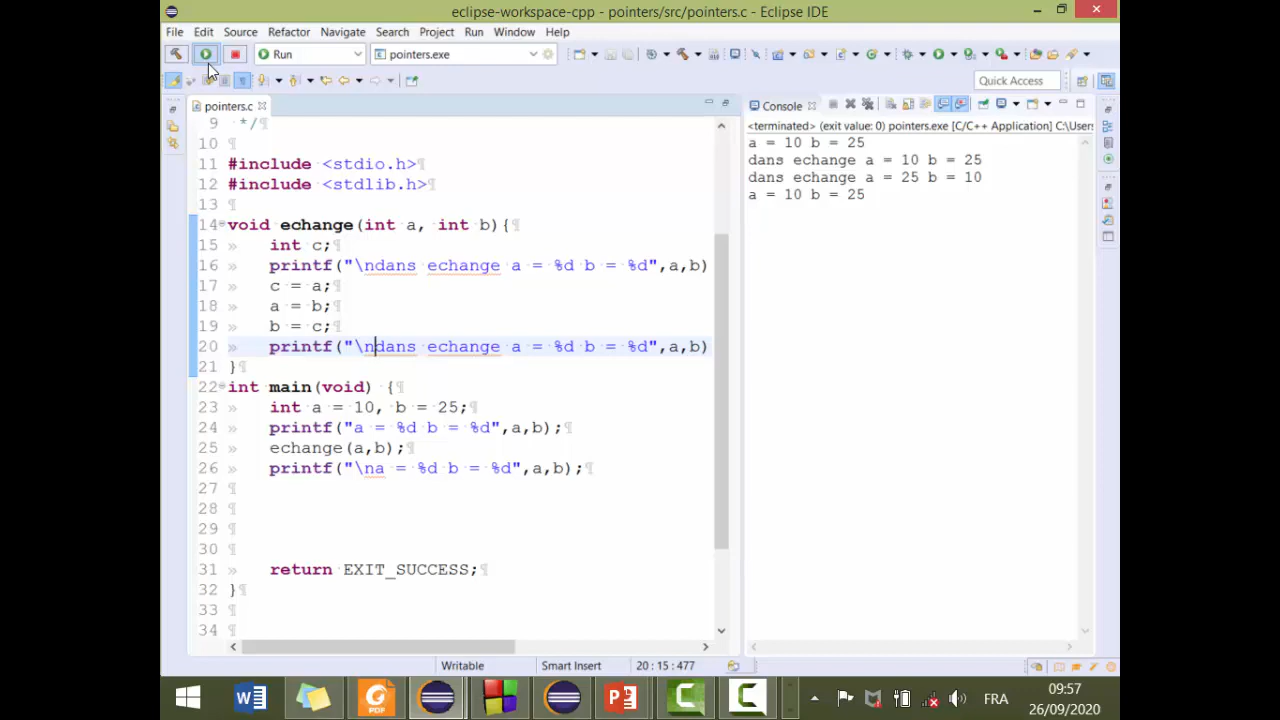 eclipse-workspace-cpp - pointers/src/pointers.c - Eclipse IDE
File Edit Source Refactor Navigate Search Project Run Window Help
Run pointers.exe
Quick Access
pointers.c
Console
<terminated> (exit value: 0) pointers.exe [C/C++ Application] C:\Users
a = 10 b = 25
dans echange a = 10 b = 25
dans echange a = 25 b = 10
a = 10 b = 25
9 */¶
10 ¶
11 #include <stdio.h>¶
12 #include <stdlib.h>¶
13 ¶
14 void echange(int a, int b){¶
15 » int c;¶
16 » printf("\ndans echange a = %d b = %d",a,b)
17 » c = a;¶
18 » a = b;¶
19 » b = c;¶
20 » printf("\ndans echange a = %d b = %d",a,b)
21 }¶
22 int main(void) {¶
23 » int a = 10, b = 25;¶
24 » printf("a = %d b = %d",a,b);¶
25 » echange(a,b);¶
26 » printf("\na = %d b = %d",a,b);¶
27 ¶
28 ¶
29 ¶
30 ¶
31 » return EXIT_SUCCESS;¶
32 }¶
33 ¶
34 ¶
Writable Smart Insert 20 : 15 : 477
PDF
FRA
09:57
26/09/2020